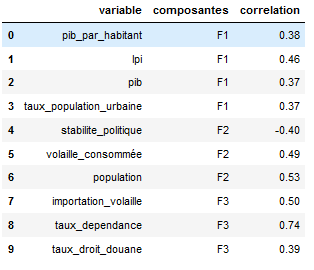 variable composantes correlation
0 pib_par_habitant F1 0.38
1 lpi F1 0.46
2 pib F1 0.37
3 taux_population_urbaine F1 0.37
4 stabilite_politique F2 -0.40
5 volaille_consommée F2 0.49
6 population F2 0.53
7 importation_volaille F3 0.50
8 taux_dependance F3 0.74
9 taux_droit_douane F3 0.39